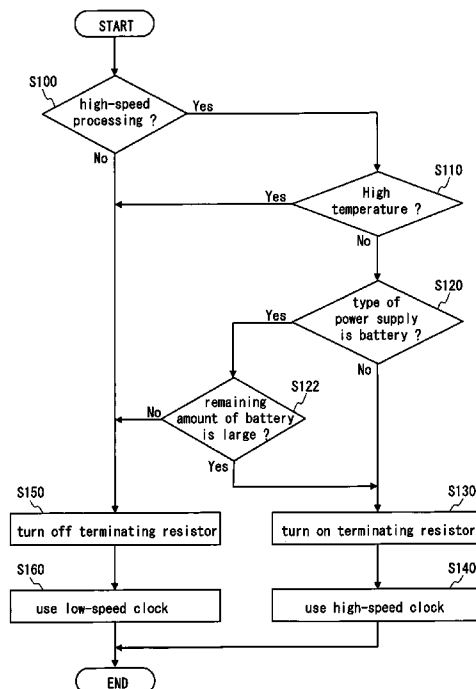 START
S100
high-speed
processing ?
Yes
No
S110
High
temperature ?
Yes
No
S120
type of
power supply
is battery ?
Yes
No
S122
remaining
amount of battery
is large ?
No
Yes
S150
turn off terminating resistor
S130
turn on terminating resistor
S160
use low-speed clock
S140
use high-speed clock
END